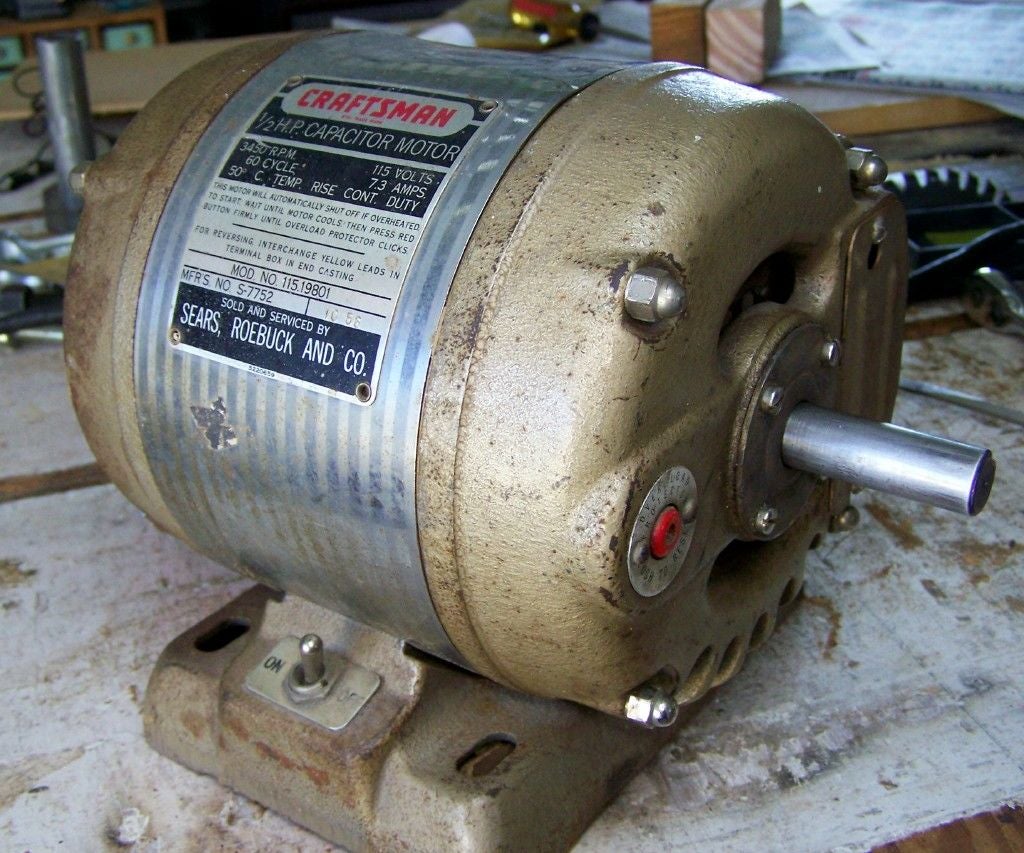 CRAFTSMAN
1/2 H.P. CAPACITOR MOTOR
3450 R.P.M. 115 VOLTS
60 CYCLE 7.3 AMPS.
50° C. TEMP. RISE CONT. DUTY
THIS MOTOR WILL AUTOMATICALLY SHUT OFF IF OVERHEATED.
TO START, WAIT UNTIL MOTOR COOLS. THEN PRESS RED
BUTTON FIRMLY UNTIL OVERLOAD PROTECTOR CLICKS.
FOR REVERSING, INTERCHANGE YELLOW LEADS IN
TERMINAL BOX IN END CASTING
MOD. NO. 115.19801
MFR'S NO. S-7752
SOLD AND SERVICED BY
SEARS, ROEBUCK AND CO.
OVERLOAD
TO RESET
ON